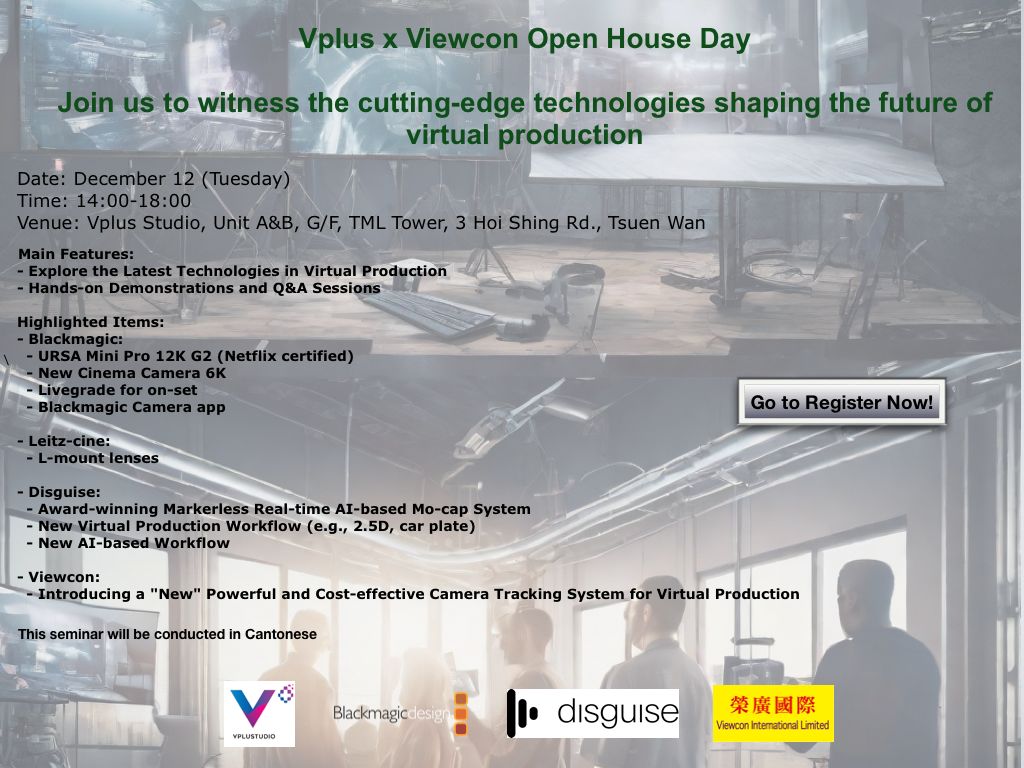 Vplus x Viewcon Open House Day
Join us to witness the cutting-edge technologies shaping the future of
virtual production
Date: December 12 (Tuesday)
Time: 14:00-18:00
Venue: Vplus Studio, Unit A&B, G/F, TML Tower, 3 Hoi Shing Rd., Tsuen Wan
Main Features:
- Explore the Latest Technologies in Virtual Production
- Hands-on Demonstrations and Q&A Sessions
Highlighted Items:
- Blackmagic:
\ - URSA Mini Pro 12K G2 (Netflix certified)
- New Cinema Camera 6K
- Livegrade for on-set
- Blackmagic Camera app
Go to Register Now!
- Leitz-cine:
- L-mount lenses
- Disguise:
- Award-winning Markerless Real-time AI-based Mo-cap System
- New Virtual Production Workflow (e.g., 2.5D, car plate)
- New AI-based Workflow
- Viewcon:
- Introducing a "New" Powerful and Cost-effective Camera Tracking System for Virtual Production
This seminar will be conducted in Cantonese
VPLUSTUDIO
Blackmagicdesign
disguise
榮廣國際
Viewcon International Limited